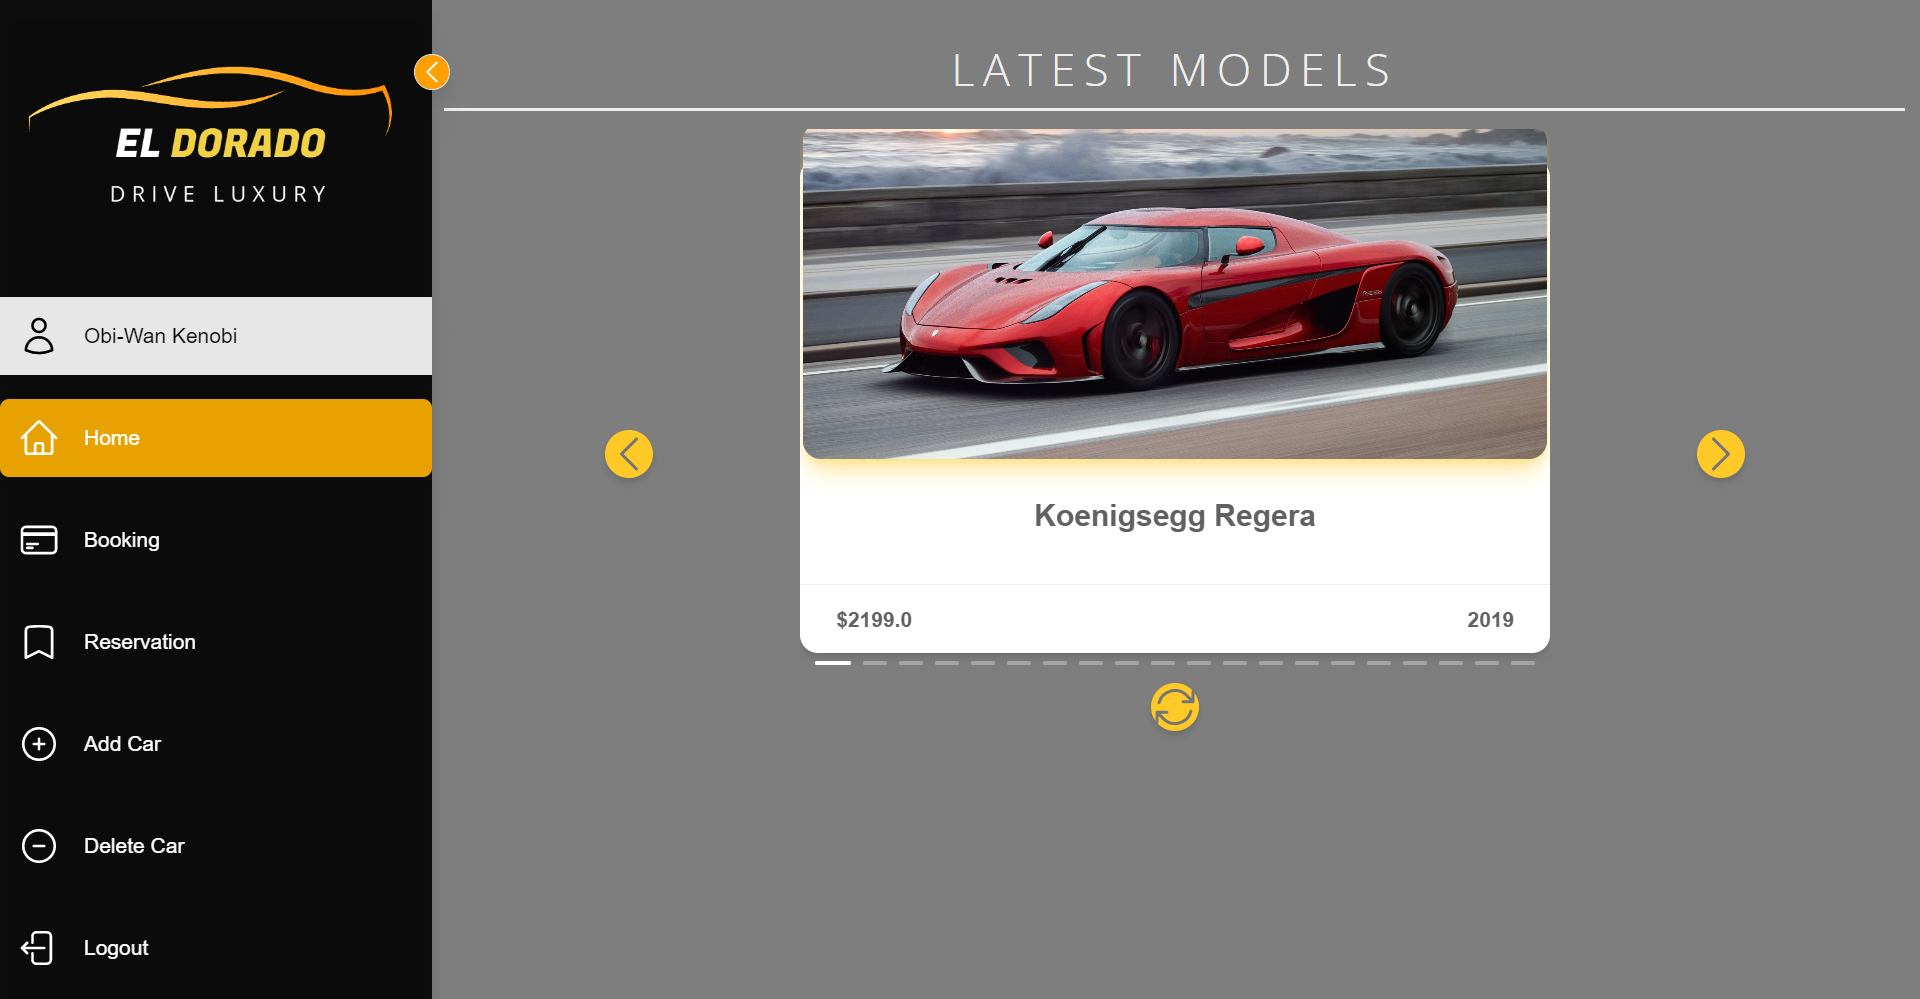 EL DORADO
DRIVE LUXURY
Obi-Wan Kenobi
Home
Booking
Reservation
Add Car
Delete Car
Logout
LATEST MODELS
Koenigsegg Regera
$2199.0
2019